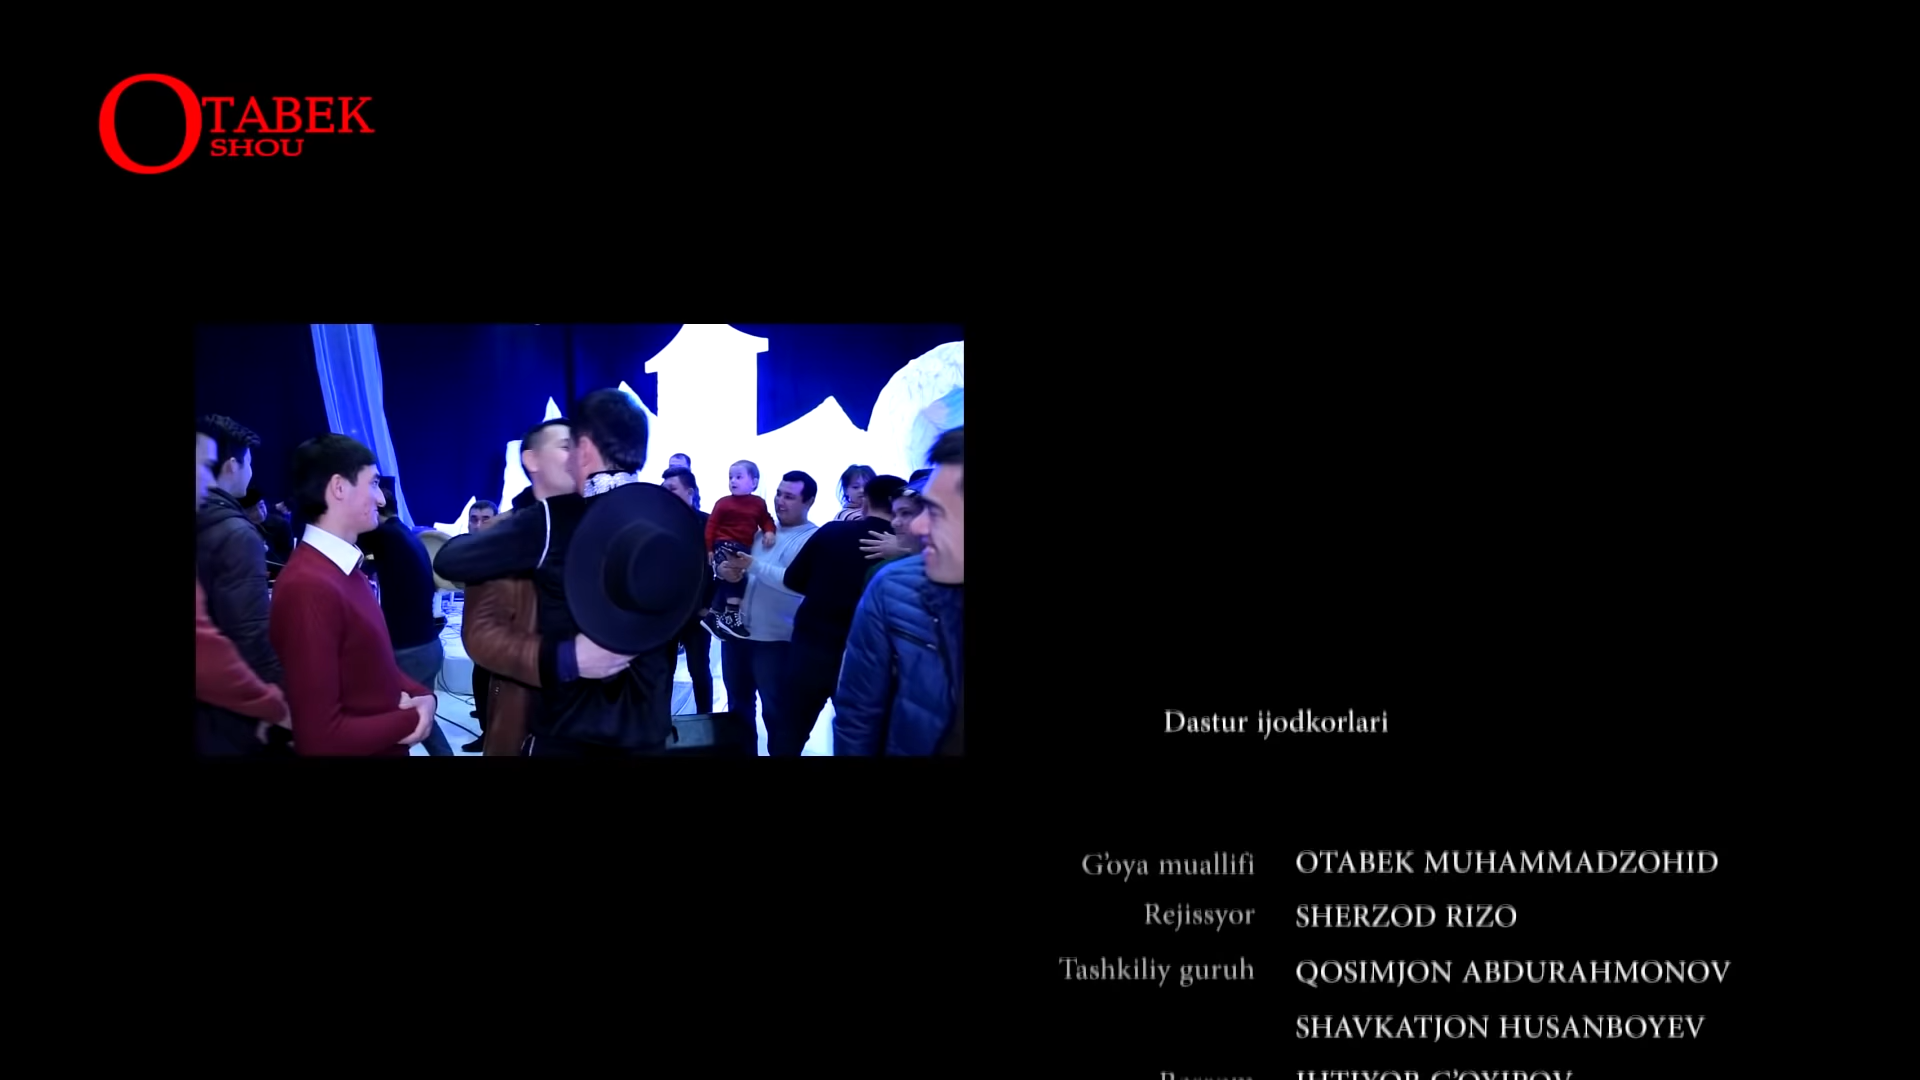 OTABEK
SHOU
Dastur ijodkorlari
G'oya muallifi OTABEK MUHAMMADZOHID
Rejissyor SHERZOD RIZO
Tashkiliy guruh QOSIMJON ABDURAHMONOV
SHAVKATJON HUSANBOYEV